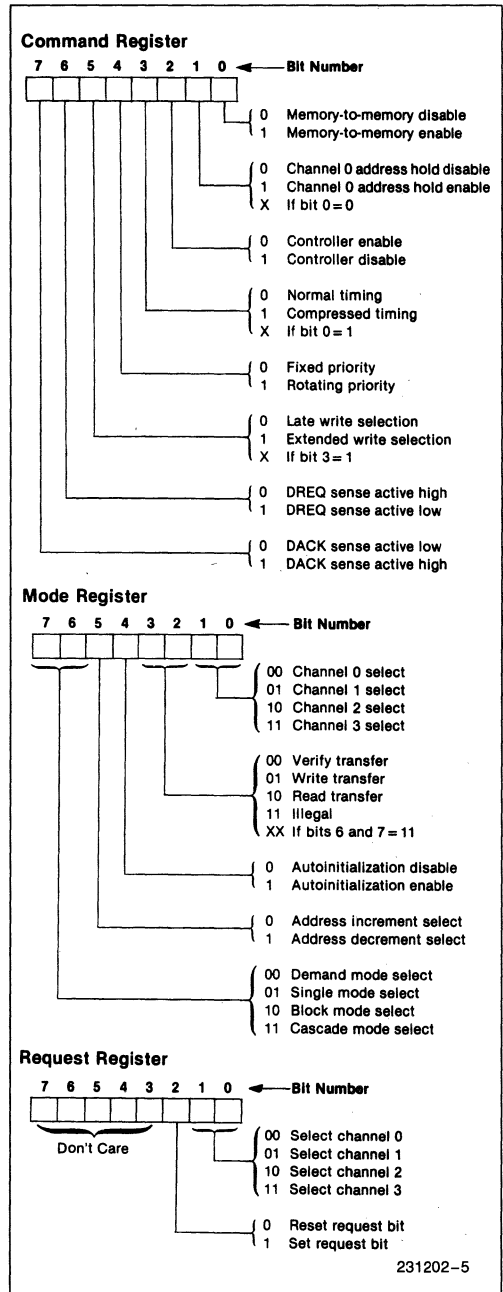 Command Register
7 6 5 4 3 2 1 0 Bit Number
0 Memory-to-memory disable
1 Memory-to-memory enable
0 Channel 0 address hold disable
1 Channel 0 address hold enable
X If bit 0=0
0 Controller enable
1 Controller disable
0 Normal timing
1 Compressed timing
X If bit 0=1
0 Fixed priority
1 Rotating priority
0 Late write selection
1 Extended write selection
X If bit 3=1
0 DREQ sense active high
1 DREQ sense active low
0 DACK sense active low
1 DACK sense active high
Mode Register
7 6 5 4 3 2 1 0 Bit Number
00 Channel 0 select
01 Channel 1 select
10 Channel 2 select
11 Channel 3 select
00 Verify transfer
01 Write transfer
10 Read transfer
11 Illegal
XX If bits 6 and 7=11
0 Autoinitialization disable
1 Autoinitialization enable
0 Address increment select
1 Address decrement select
00 Demand mode select
01 Single mode select
10 Block mode select
11 Cascade mode select
Request Register
7 6 5 4 3 2 1 0 Bit Number
Don't Care
00 Select channel 0
01 Select channel 1
10 Select channel 2
11 Select channel 3
0 Reset request bit
1 Set request bit
231202-5